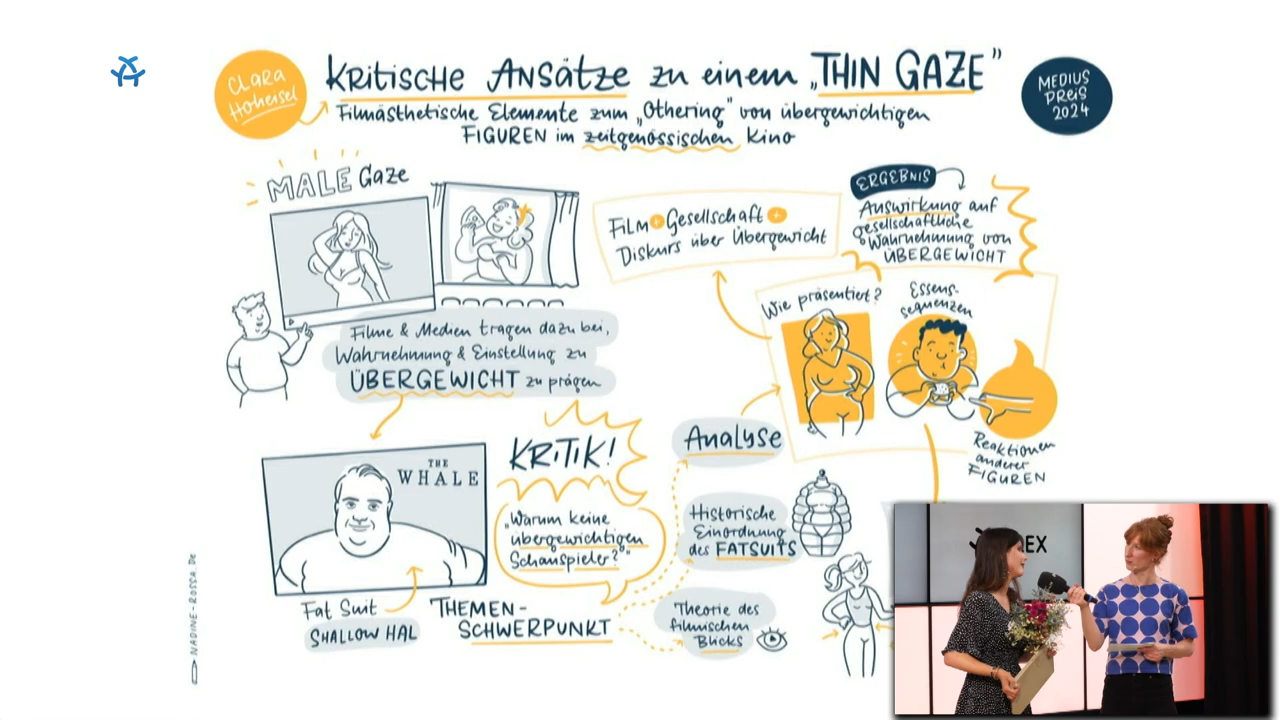 CLARA
Hoheisel
KRitiSCHE ANSÄtZE zu einem „THIN GAZE"
Filmästhetische Elemente zum „Othering" von übergewichtigen
FIGUREN im zeitgenössischen Kino
MEDIUS
PREIS
2024
MALE Gaze
FiLM + Gesellschaft +
Diskurs über Übergewicht
ERGEBNIS
Auswirkung auf
gesellschaftliche
Wahrnehmung von
ÜBERGEWICHT
Wie präsentiert?
Essens-
sequenzen
Reaktionen
anderer
FIGUREN
Filme & Medien tragen dazu bei,
Wahrnehmung & Einstellung zu
ÜBERGEWICHT zu prägen
THE
WHALE
Fat Suit
SHALLOW HAL
KRiTiK!
„Warum keine
übergewichtigen
Schauspieler?"
THEMEN-
SCHWERPUNKT
Analyse
Historische
Einordnung
des FATSUITS
Theorie des
filmischen
Blicks
NADINE-ROSSA.DE
EX